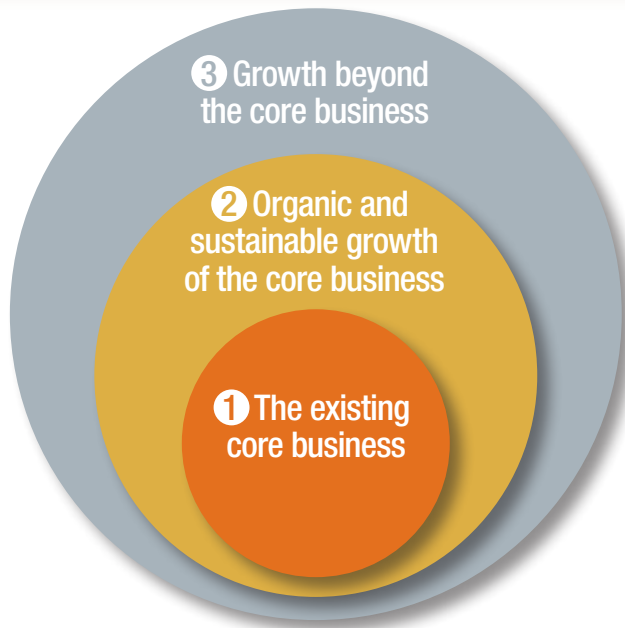 3 Growth beyond
the core business
2 Organic and
sustainable growth
of the core business
1 The existing
core business